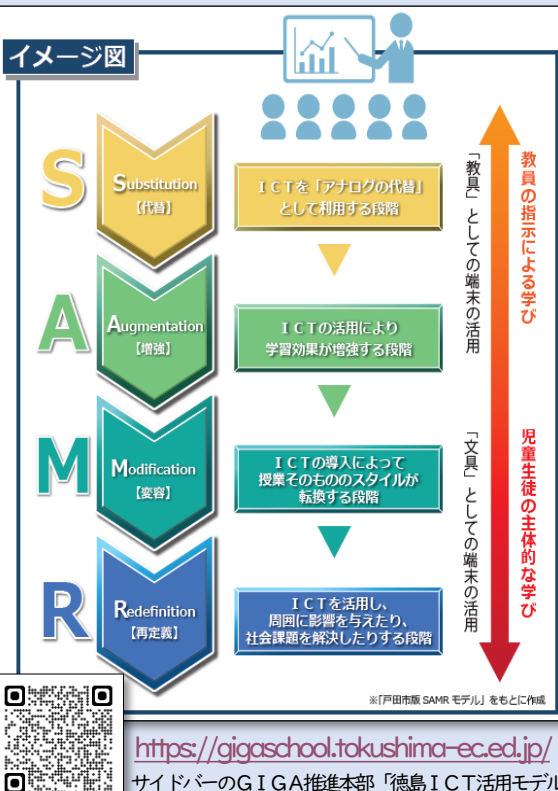 イメージ図
S
Substitution
【代替】
ＩＣＴを「アナログの代替」
として利用する段階
A
Augmentation
【増強】
ＩＣＴの活用により
学習効果が増強する段階
M
Modification
【変容】
ＩＣＴの導入によって
授業そのもののスタイルが
転換する段階
R
Redefinition
【再定義】
ＩＣＴを活用し、
周囲に影響を与えたり、
社会課題を解決したりする段階
教員の指示による学び
「教具」としての端末の活用
児童生徒の主体的な学び
「文具」としての端末の活用
※「戸田市版 SAMR モデル」をもとに作成
https://gigaschool.tokushima-ec.ed.jp/
サイドバーのＧＩＧＡ推進本部「徳島ＩＣＴ活用モデル